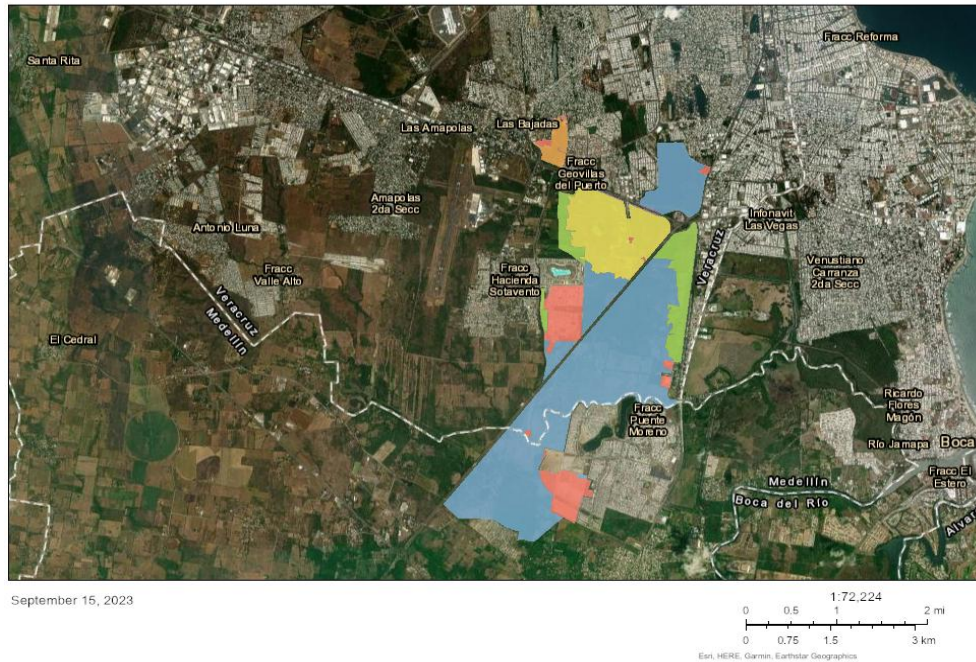 Fracc Reforma
Santa Rita
Las Amapolas
Las Bajadas
Fracc
Geovillas
del Puerto
Amapolas
2da Secc
Infonavit
Las Vegas
Antonio Luna
Veracruz
Venustiano
Carranza
2da Secc
Fracc
Valle Alto
Fracc
Hacienda
Sotavento
Veracruz
Medellín
El Cedral
Ricardo
Flores
Magón
Fracc
Puente
Moreno
Río Jamapa
Boca
Fracc El
Estero
Medellín
Boca del Río
Alvar
September 15, 2023
1:72,224
0 0.5 1 2 mi
0 0.75 1.5 3 km
Esri, HERE, Garmin, Earthstar Geographics